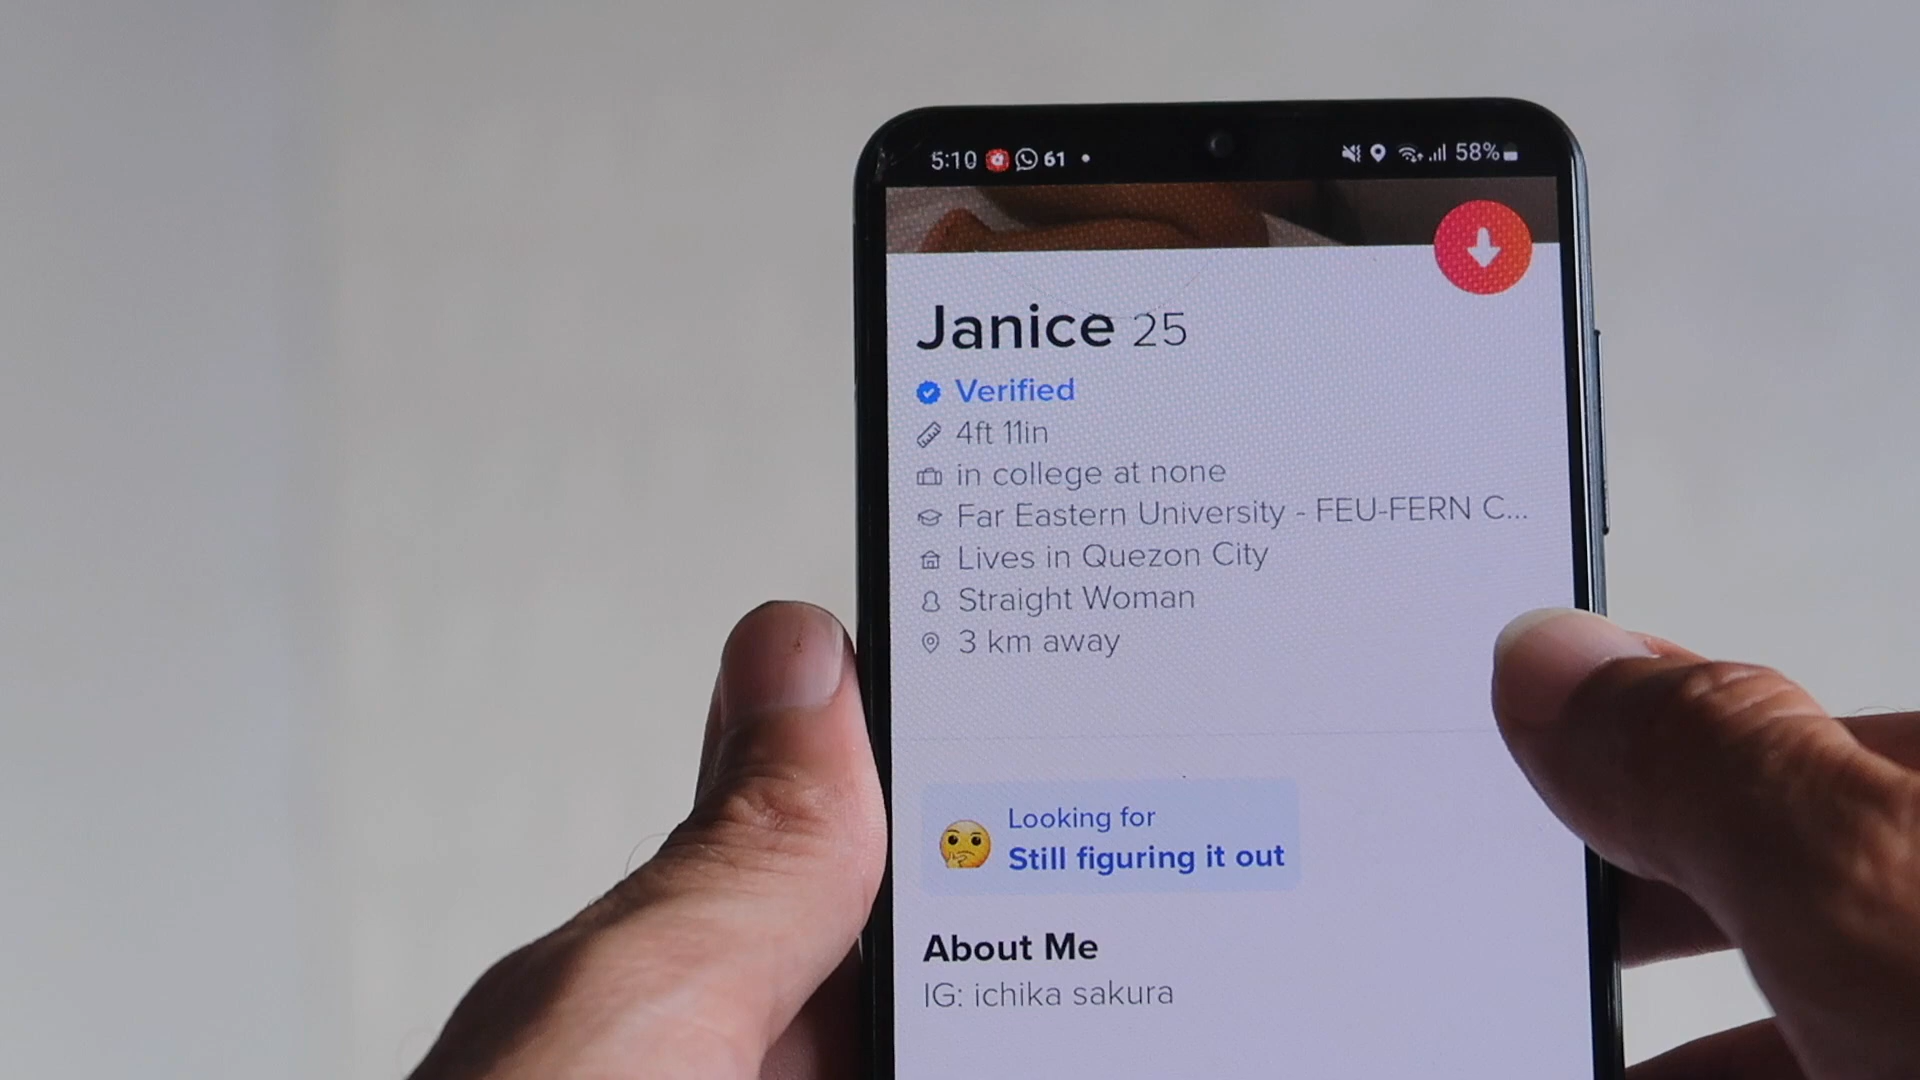 5:10 61 58%
Janice 25
Verified
4ft 11in
in college at none
Far Eastern University - FEU-FERN C...
Lives in Quezon City
Straight Woman
3 km away
Looking for
Still figuring it out
About Me
IG: ichika sakura